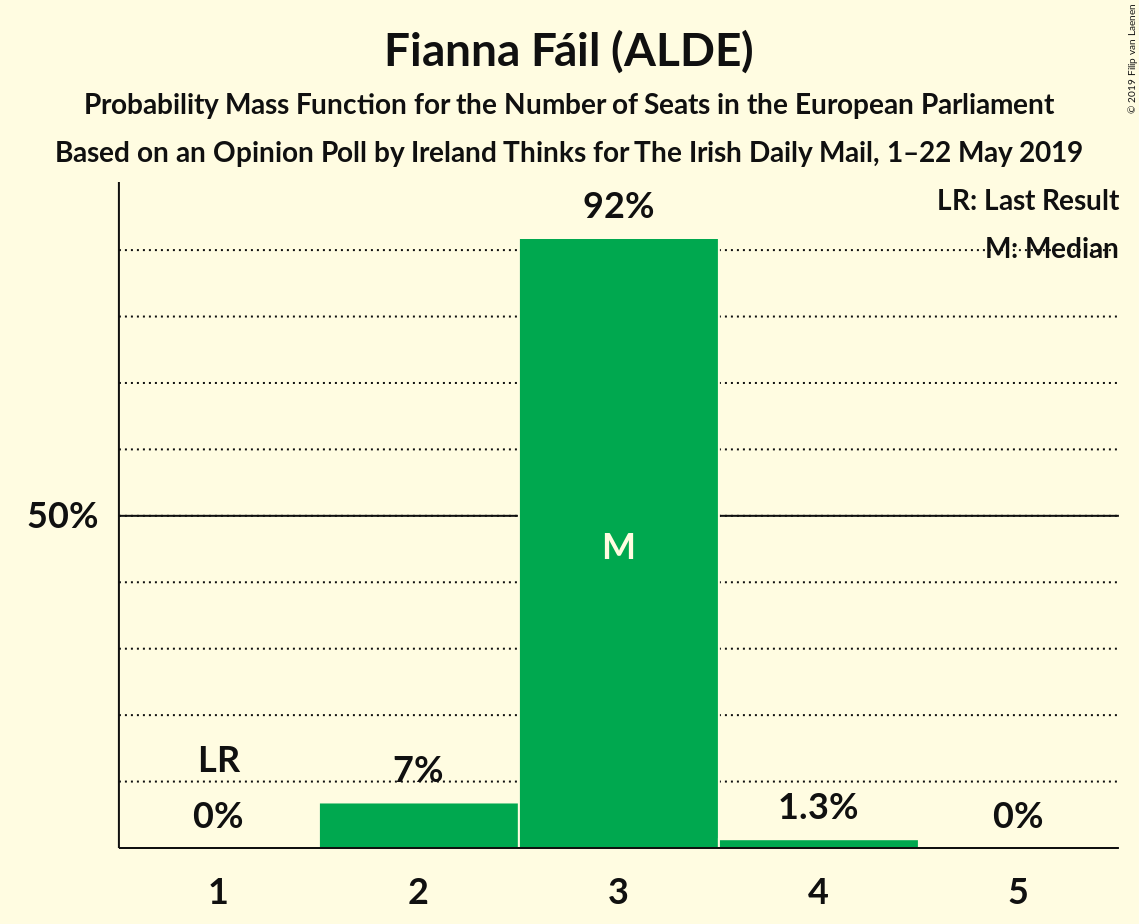 Fianna Fáil (ALDE)
Probability Mass Function for the Number of Seats in the European Parliament
Based on an Opinion Poll by Ireland Thinks for The Irish Daily Mail, 1–22 May 2019
© 2019 Filip van Laenen
LR: Last Result
M: Median
92%
50%
M
LR
0%
7%
1.3%
0%
1
2
3
4
5